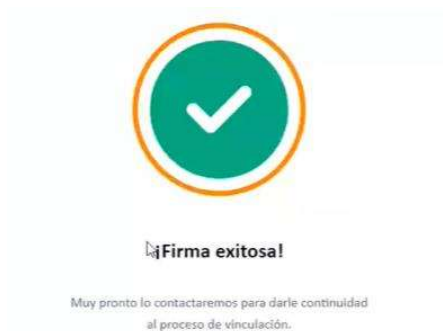 ¡Firma exitosa!
Muy pronto lo contactaremos para darle continuidad
al proceso de vinculación.